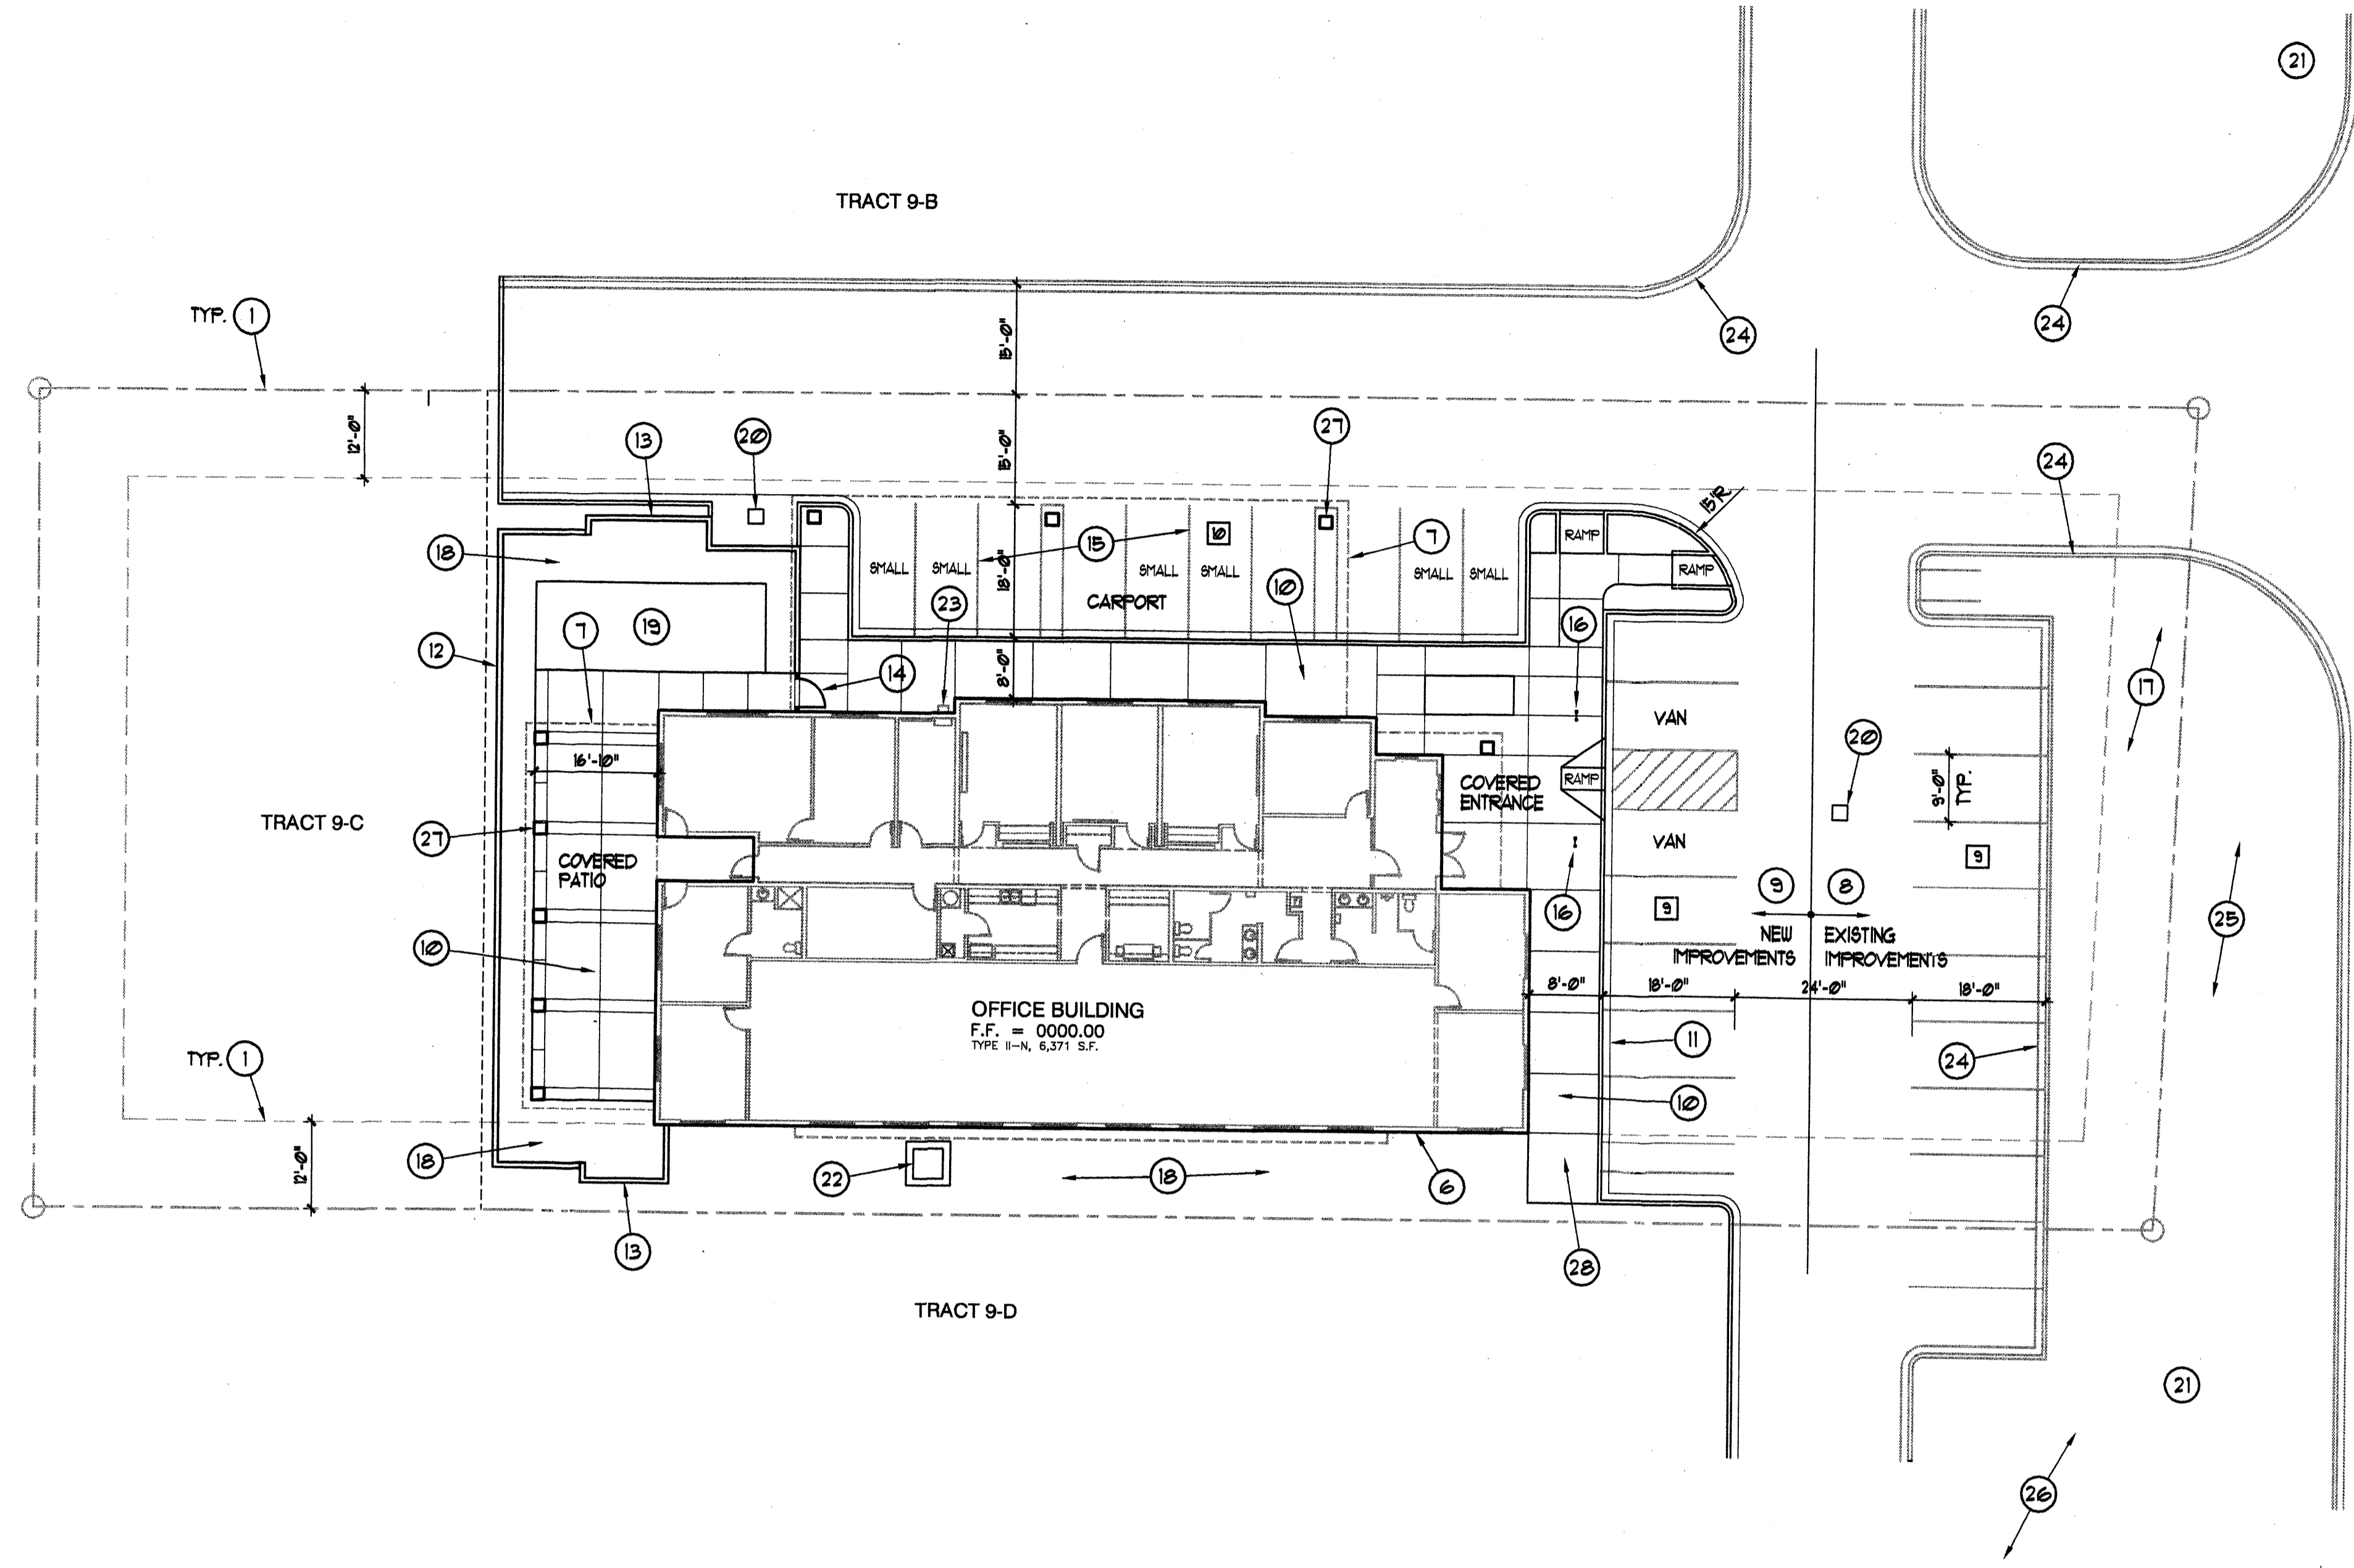 21
TRACT 9-B
TYP. 1
24
24
15'-0"
12'-0"
13
20
15'-0"
27
24
15'R
18
15
10
7
RAMP
RAMP
SMALL
SMALL
18'-0"
SMALL
SMALL
SMALL
SMALL
23
CARPORT
10
16
7
19
12
14
8'-0"
17
VAN
20
16'-10"
COVERED
ENTRANCE
RAMP
9'-0"
TYP.
TRACT 9-C
27
VAN
9
COVERED
PATIO
9
8
16
9
25
10
NEW
IMPROVEMENTS
EXISTING
IMPROVEMENTS
8'-0"
18'-0"
24'-0"
18'-0"
OFFICE BUILDING
F.F. = 0000.00
TYPE II-N, 6,371 S.F.
TYP. 1
11
24
10
18
12'-0"
22
18
6
13
28
TRACT 9-D
21
26